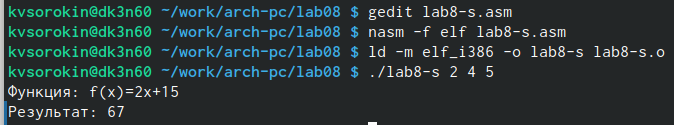 kvsorokin@dk3n60 ~/work/arch-pc/lab08 $ gedit lab8-s.asm
kvsorokin@dk3n60 ~/work/arch-pc/lab08 $ nasm -f elf lab8-s.asm
kvsorokin@dk3n60 ~/work/arch-pc/lab08 $ ld -m elf_i386 -o lab8-s lab8-s.o
kvsorokin@dk3n60 ~/work/arch-pc/lab08 $ ./lab8-s 2 4 5
Функция: f(x)=2x+15
Результат: 67